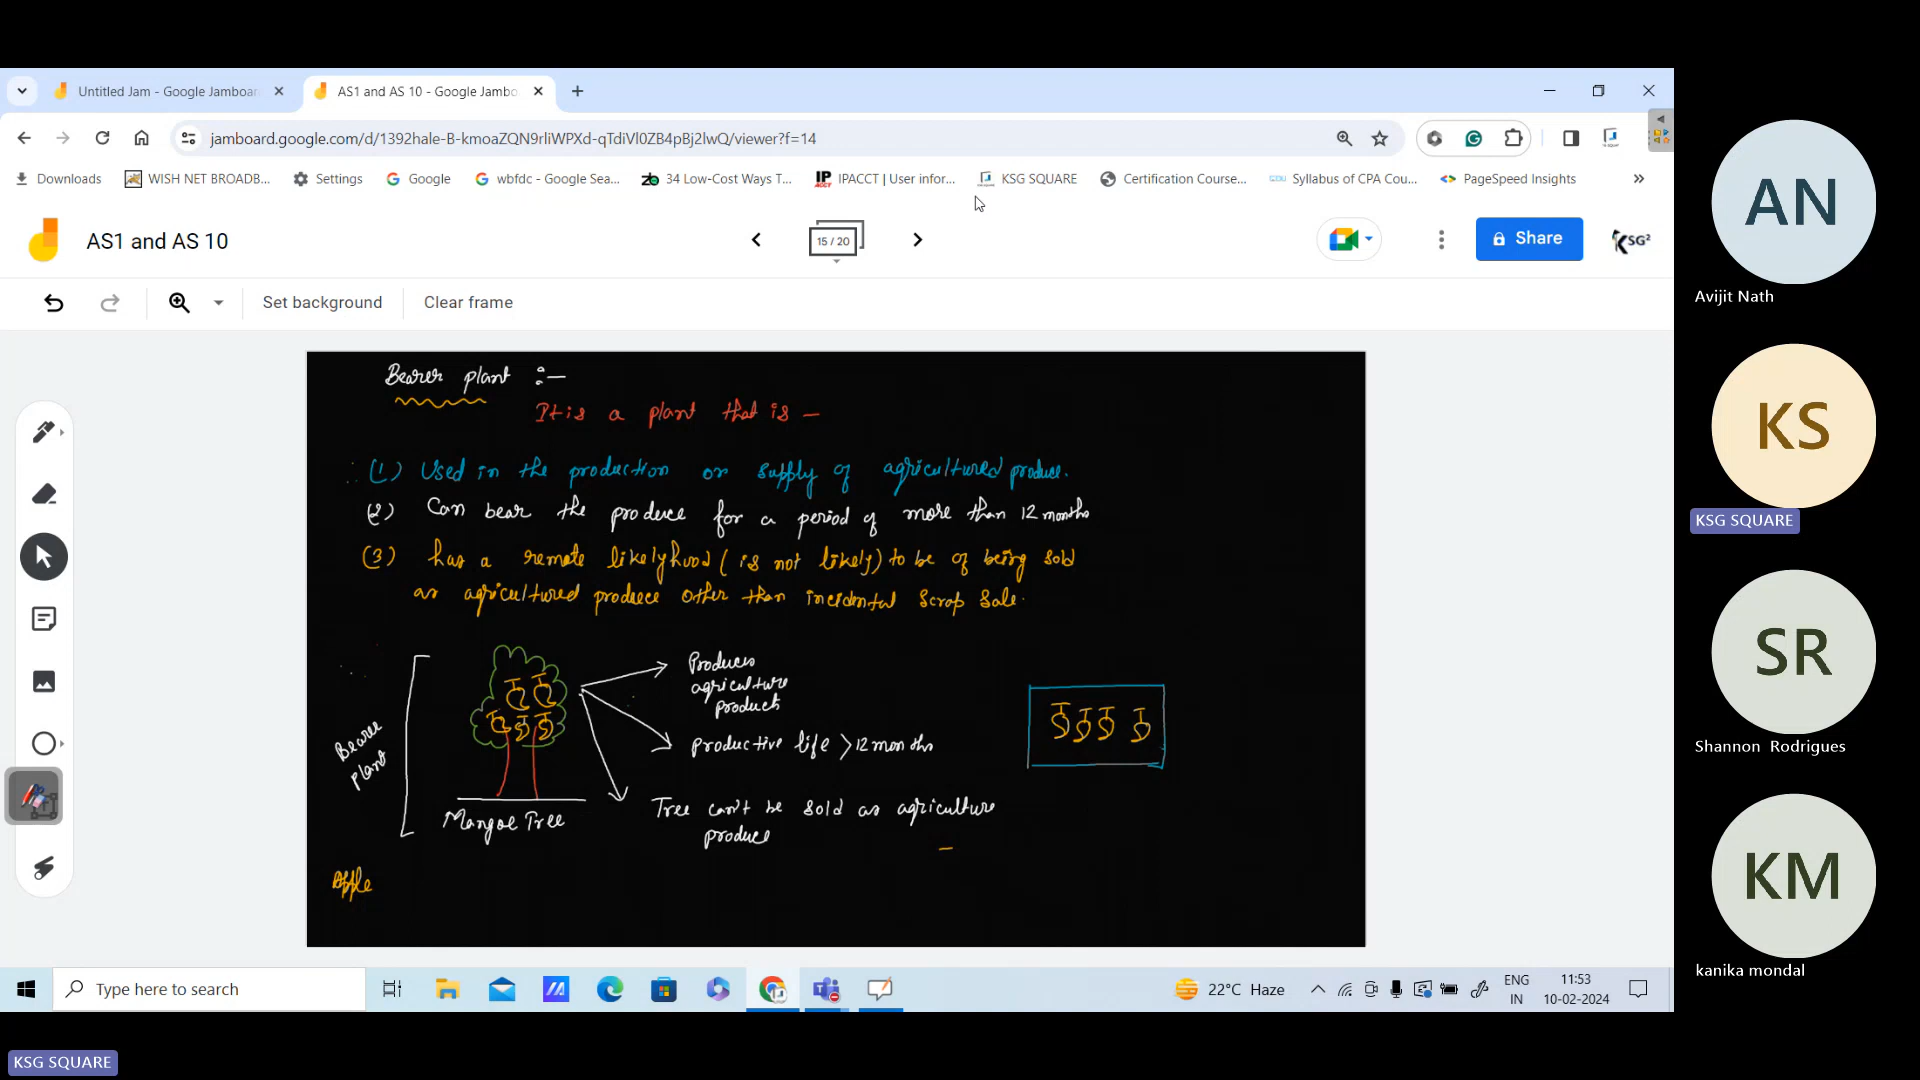 Untitled Jam - Google Jamboar
AS1 and AS 10 - Google Jambo
jamboard.google.com/d/1392hale-B-kmoaZQN9rliWPXd-qTdiVl0ZB4pBj2lwQ/viewer?f=14
Downloads WISH NET BROADB... Settings Google wbfdc - Google Sea... 34 Low-Cost Ways T... IPACCT | User infor... KSG SQUARE Certification Course... Syllabus of CPA Cou... PageSpeed Insights
AS1 and AS 10
15 / 20
Share
KSG²
Set background Clear frame
Bearer plant :-
It is a plant that is -
(1) Used in the production or supply of agricultured produce.
(2) Can bear the produce for a period of more than 12 months
(3) has a remote likelyhood (is not likely) to be of being sold
as agricultured produce other than incidental Scrap Sale.
Bearer
plant
Produces
agriculture
products
productive life > 12 months
Tree can't be sold as agriculture
produce
Mangoe Tree
Apple
Type here to search
22°C Haze
ENG
IN
11:53
10-02-2024
AN
Avijit Nath
KS
KSG SQUARE
SR
Shannon Rodrigues
KM
kanika mondal
KSG SQUARE